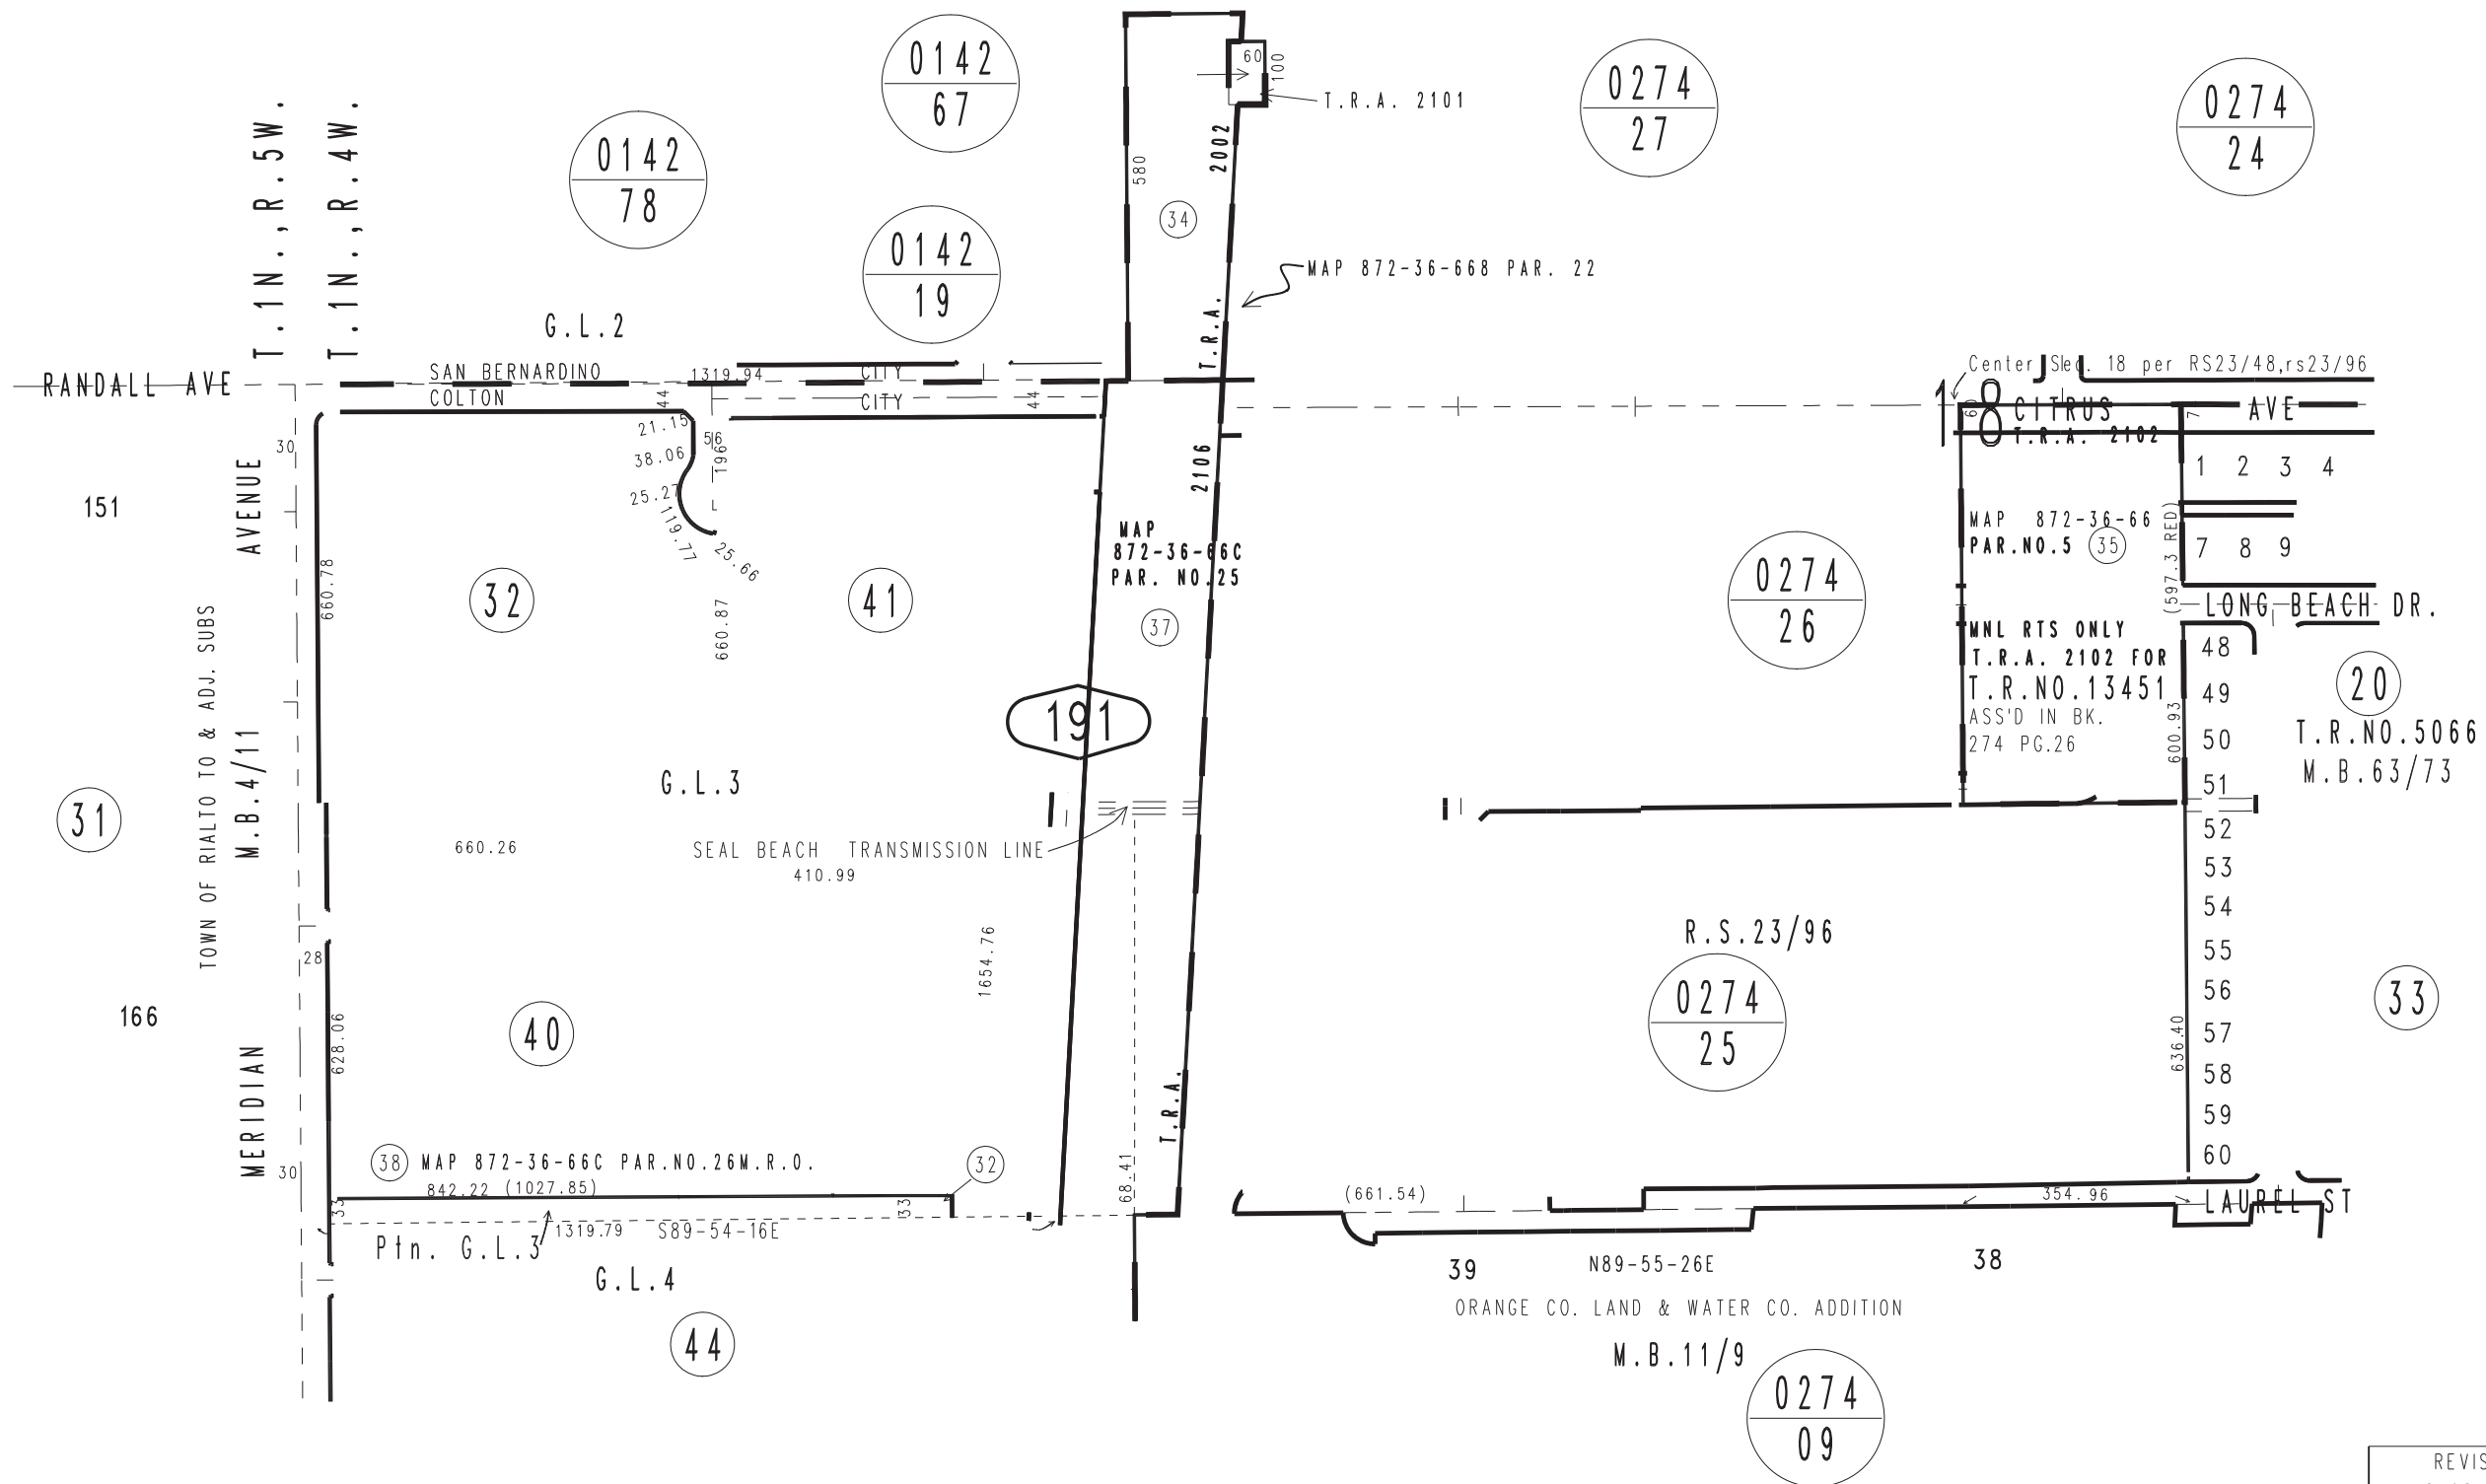 0142
67
60
100
T.R.A. 2101
0274
27
0274
24
T.1N.,R.5W.
T.1N.,R.4W.
0142
78
580
2002
34
0142
19
MAP 872-36-668 PAR. 22
T.R.A.
G.L.2
RANDALL AVE
SAN BERNARDINO
1319.94
CITY
COLTON
CITY
44
44
Center Sec. 18 per RS23/48,rs23/96
18
60
CITRUS AVE
T.R.A. 2102
7
21.15
56
38.06
196
25.27
119.77
25.66
30
151
AVENUE
2106
1 2 3 4
MAP 872-36-66
PAR.NO.5
35
(597.3 RED)
7 8 9
MAP
872-36-66C
PAR. NO.25
660.78
32
41
660.87
37
0274
26
LONG BEACH DR.
MNL RTS ONLY
T.R.A. 2102 FOR
T.R.NO.13451
ASS'D IN BK.
274 PG.26
600.93
48
49
50
51
20
T.R.NO.5066
M.B.63/73
TOWN OF RIALTO TO & ADJ. SUBS
M.B.4/11
191
G.L.3
31
660.26
SEAL BEACH TRANSMISSION LINE
410.99
52
53
54
55
56
57
58
59
60
R.S.23/96
0274
25
33
636.40
28
1654.76
166
40
628.06
MERIDIAN
T.R.A.
30
38
MAP 872-36-66C PAR.NO.26M.R.O.
32
842.22 (1027.85)
33
33
68.41
(661.54)
354.96
LAUREL ST
1319.79
S89-54-16E
Ptn. G.L.3
G.L.4
39
N89-55-26E
38
ORANGE CO. LAND & WATER CO. ADDITION
44
M.B.11/9
0274
09
REVIS